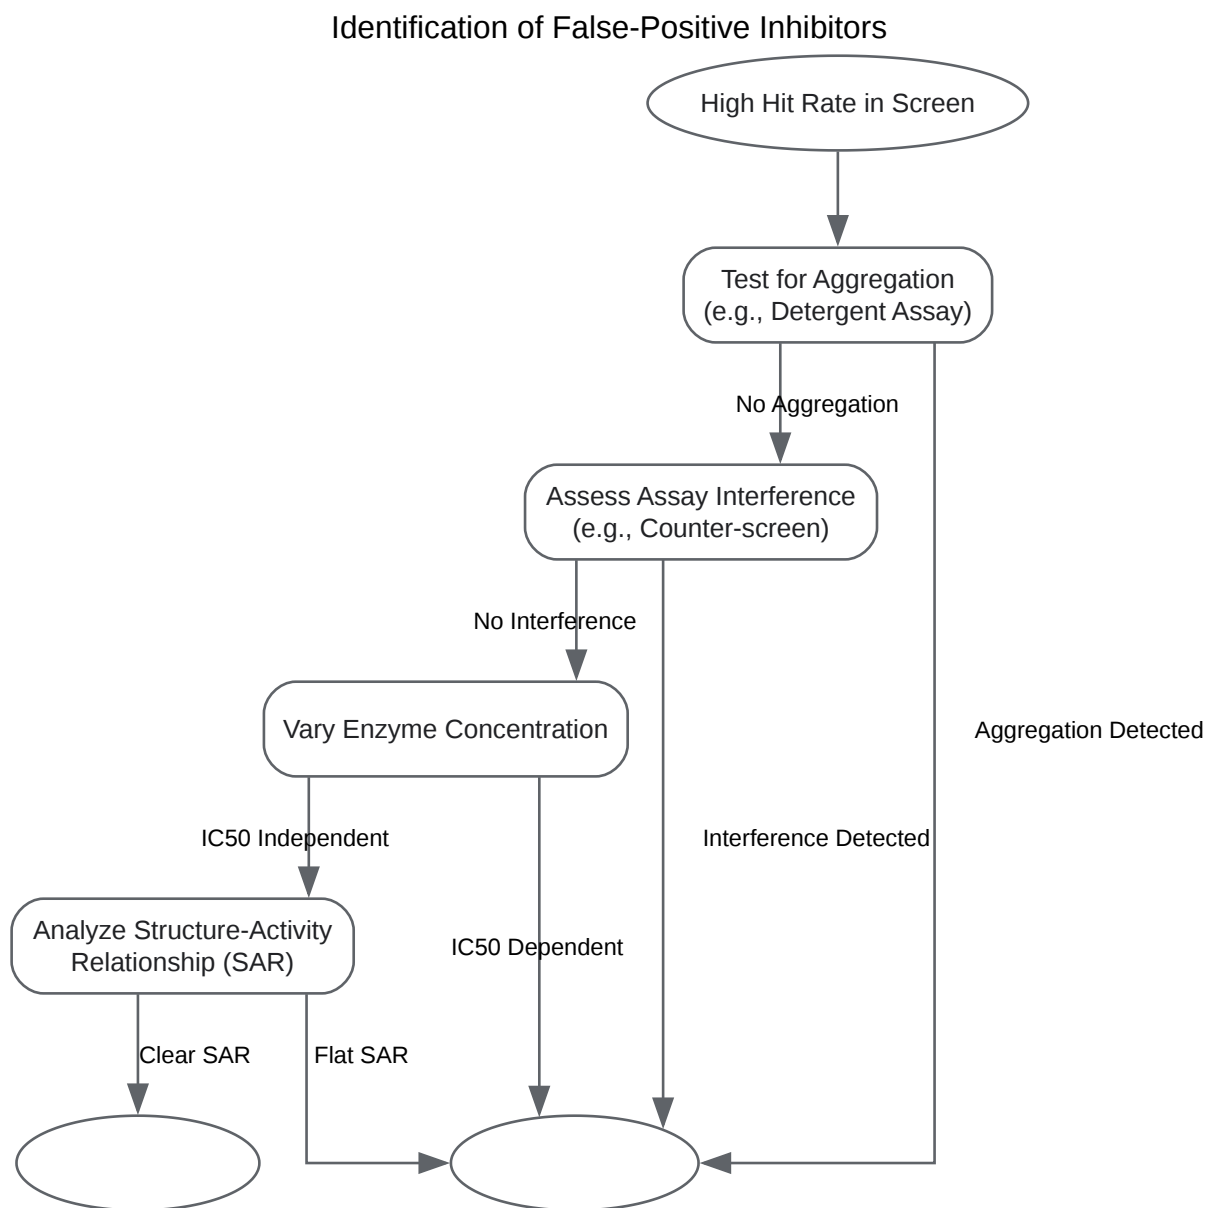 Identification of False-Positive Inhibitors
High Hit Rate in Screen
Test for Aggregation
(e.g., Detergent Assay)
No Aggregation
Assess Assay Interference
(e.g., Counter-screen)
No Interference
Vary Enzyme Concentration
Aggregation Detected
IC50 Independent
Interference Detected
Analyze Structure-Activity
Relationship (SAR)
IC50 Dependent
Clear SAR
Flat SAR